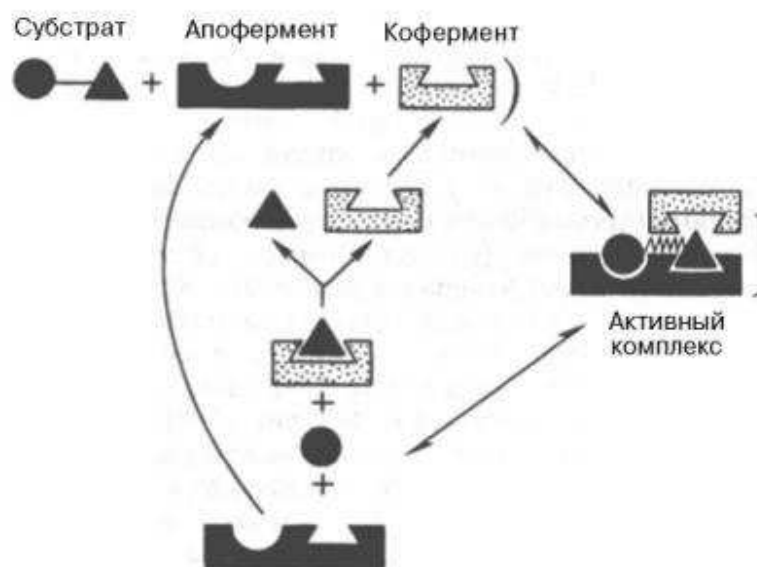 Субстрат Апофермент Кофермент
Активный
комплекс